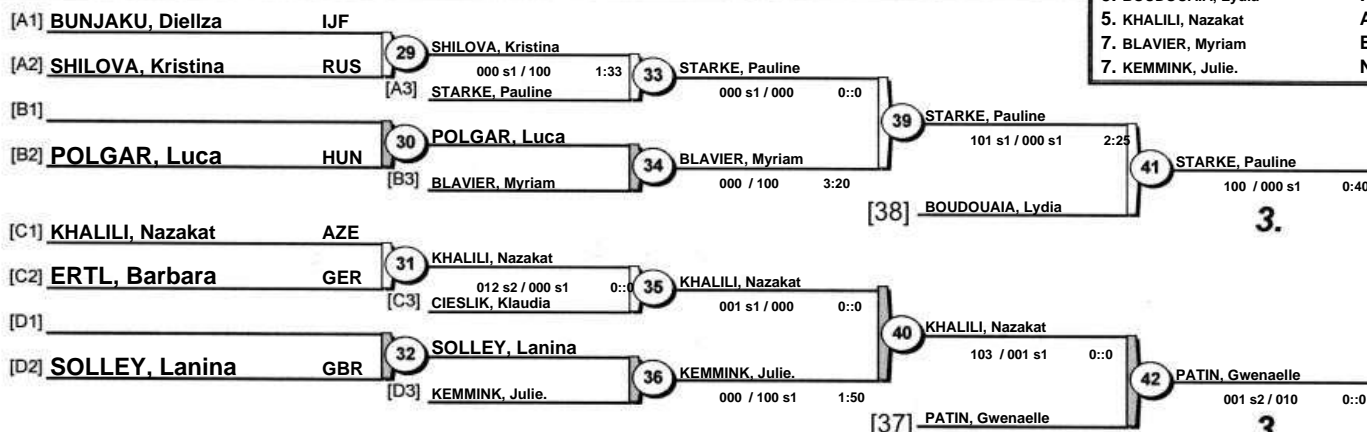 5. KHALILI, Nazakat A
7. BLAVIER, Myriam
7. KEMMINK, Julie. N
[A1] BUNJAKU, Diellza IJF
29 SHILOVA, Kristina
[A2] SHILOVA, Kristina RUS
000 s1 / 100 1:33
33 STARKE, Pauline
[A3] STARKE, Pauline
000 s1 / 000 0::0
[B1]
39 STARKE, Pauline
30 POLGAR, Luca
101 s1 / 000 s1 2:25
[B2] POLGAR, Luca HUN
34 BLAVIER, Myriam
41 STARKE, Pauline
[B3] BLAVIER, Myriam
000 / 100 3:20
100 / 000 s1 0:40
[38] BOUDOUAIA, Lydia
3.
[C1] KHALILI, Nazakat AZE
31 KHALILI, Nazakat
[C2] ERTL, Barbara GER
012 s2 / 000 s1 0::0
35 KHALILI, Nazakat
[C3] CIESLIK, Klaudia
001 s1 / 000 0::0
[D1]
40 KHALILI, Nazakat
32 SOLLEY, Lanina
103 / 001 s1 0::0
[D2] SOLLEY, Lanina GBR
36 KEMMINK, Julie.
42 PATIN, Gwenaelle
[D3] KEMMINK, Julie.
000 / 100 s1 1:50
001 s2 / 010 0::0
[37] PATIN, Gwenaelle
3